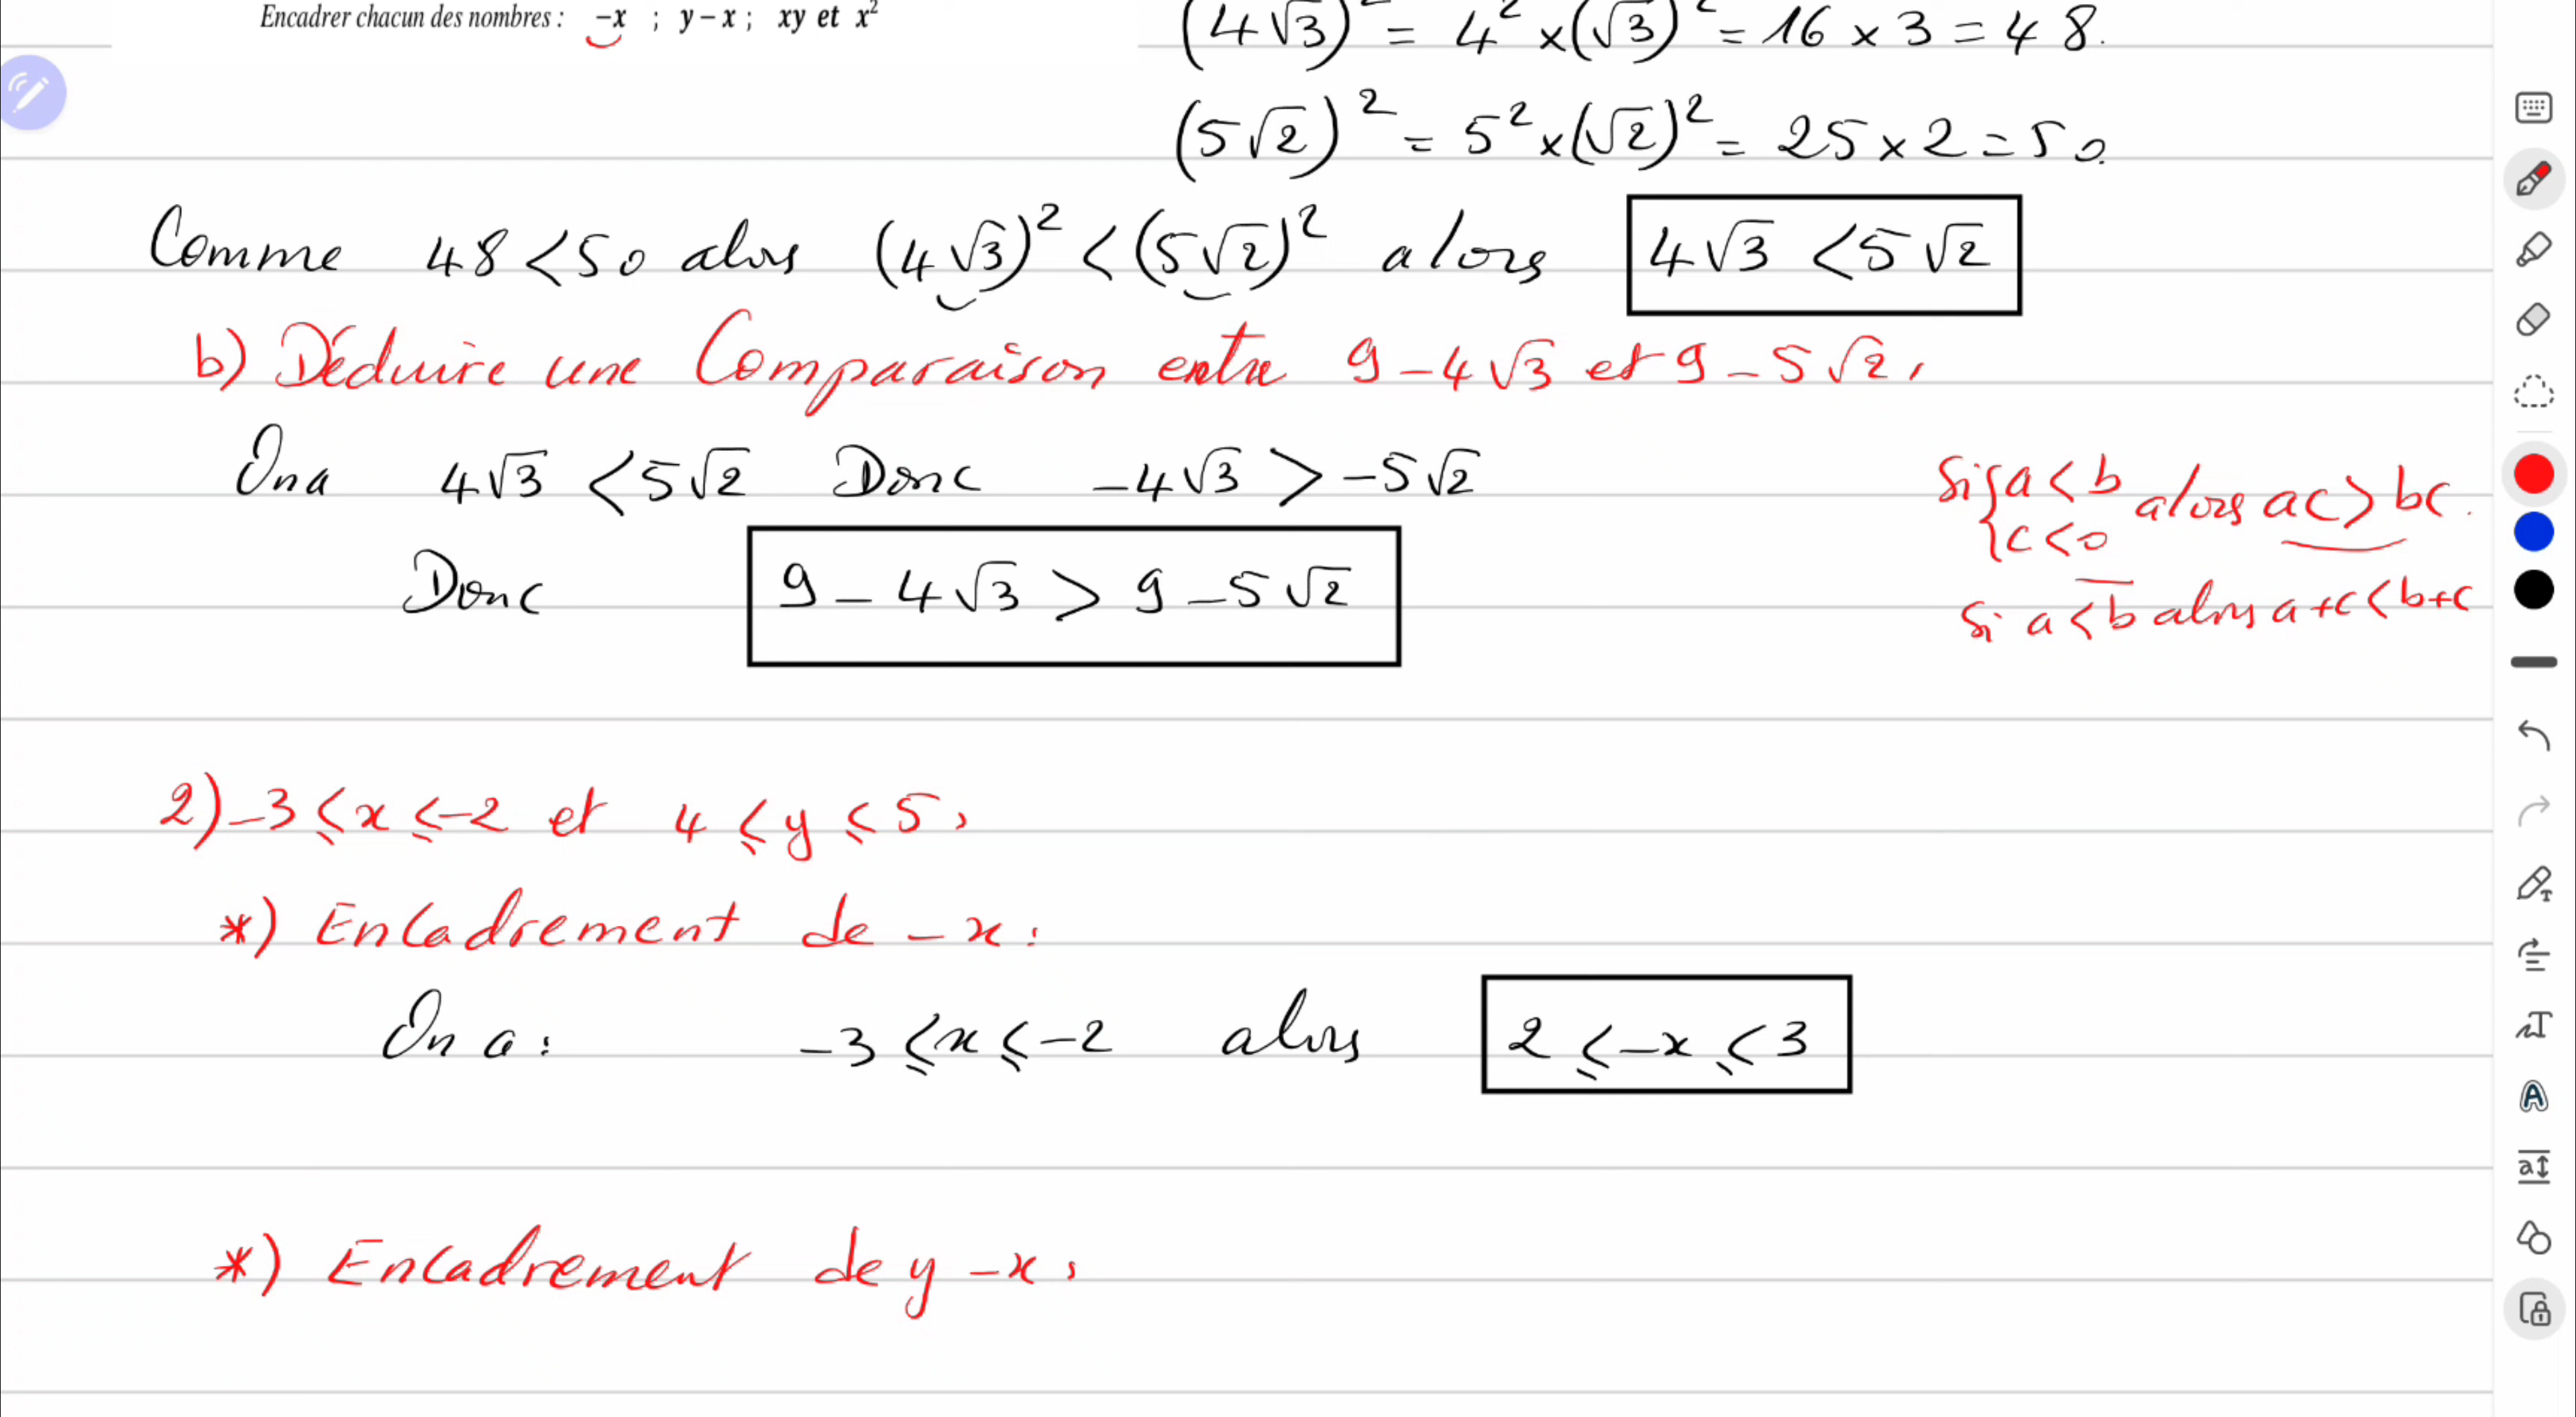 Encadrer chacun des nombres : −x ; y − x ; xy et x²
(4√3)² = 4² ×(√3)² = 16 × 3 = 48.
(5√2)² = 5² ×(√2)² = 25 × 2 = 50.
Comme 48 < 50 alors (4√3)² < (5√2)² alors 4√3 < 5√2
b) Déduire une Comparaison entre 9 − 4√3 et 9 − 5√2,
On a 4√3 < 5√2 Donc −4√3 > −5√2
Si { a < b
c < 0 alors ac > bc.
Donc 9 − 4√3 > 9 − 5√2
Si a < b alors a + c < b + c
2) −3 ≤ x ≤ −2 et 4 ≤ y ≤ 5,
*) Encadrement de − x :
On a : −3 ≤ x ≤ −2 alors 2 ≤ −x ≤ 3
*) Encadrement de y − x :